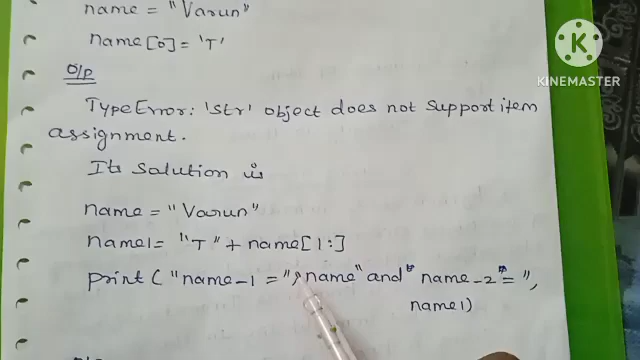 name = "Varun"
name[0] = 'T'
O/p
TypeError: 'str' object does not support item
assignment.
Its solution is
name = "Varun"
name1= "T" + name[1:]
print("name-1 =", name" and" name-2"=",
name1)
KINEMASTER